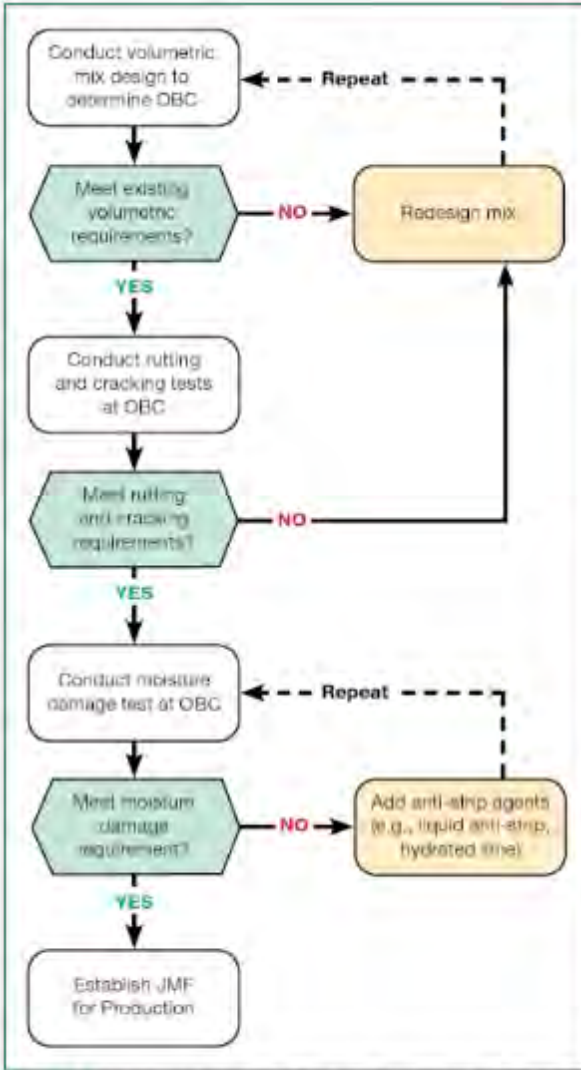 Conduct volumetric
mix design to
determine OBC
Repeat
Meet existing
volumetric
requirements?
NO
Redesign mix
YES
Conduct rutting
and cracking tests
at OBC
Meet rutting
and cracking
requirements?
NO
YES
Conduct moisture
damage test at OBC
Repeat
Meet moisture
damage
requirement?
NO
Add anti-strip agents
(e.g., liquid anti-strip,
hydrated lime)
YES
Establish JMF
for Production